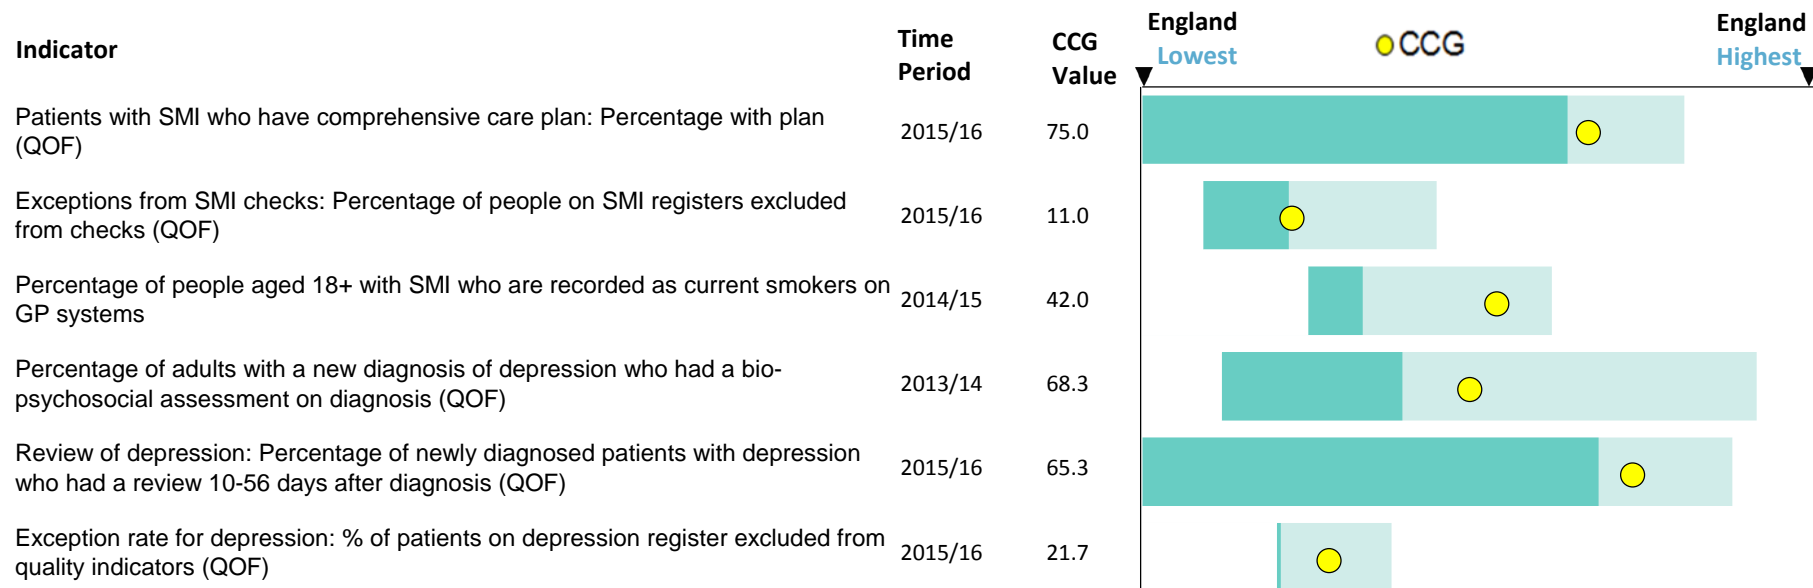 Indicator
Time Period
CCG Value
England Lowest
CCG
England Highest
Patients with SMI who have comprehensive care plan: Percentage with plan
(QOF)
2015/16
75.0
Exceptions from SMI checks: Percentage of people on SMI registers excluded
from checks (QOF)
2015/16
11.0
Percentage of people aged 18+ with SMI who are recorded as current smokers on
GP systems
2014/15
42.0
Percentage of adults with a new diagnosis of depression who had a bio-
psychosocial assessment on diagnosis (QOF)
2013/14
68.3
Review of depression: Percentage of newly diagnosed patients with depression
who had a review 10-56 days after diagnosis (QOF)
2015/16
65.3
Exception rate for depression: % of patients on depression register excluded from
quality indicators (QOF)
2015/16
21.7